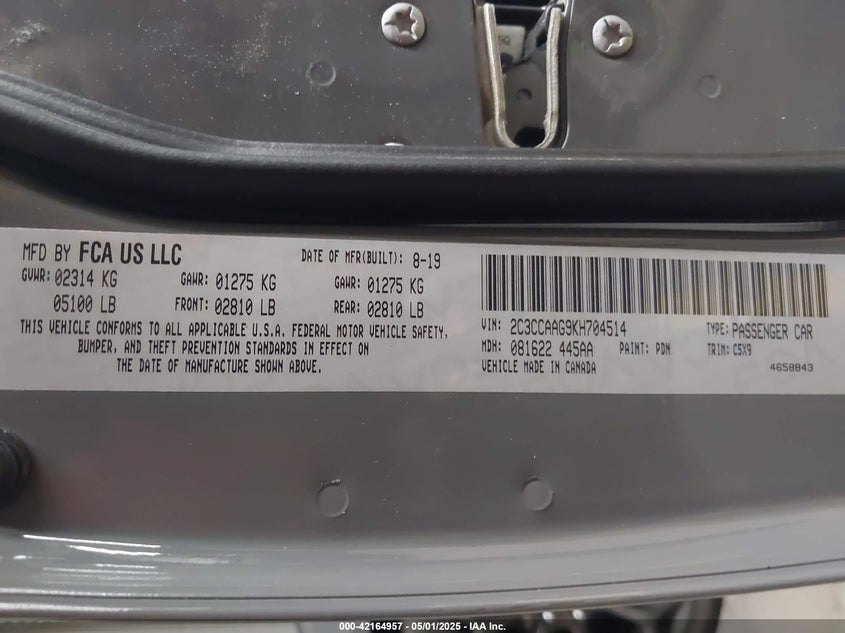 MFD BY FCA US LLC
DATE OF MFR(BUILT): 8-19
GVWR: 02314 KG GAWR: 01275 KG GAWR: 01275 KG
05100 LB FRONT: 02810 LB REAR: 02810 LB
THIS VEHICLE CONFORMS TO ALL APPLICABLE U.S.A. FEDERAL MOTOR VEHICLE SAFETY,
BUMPER, AND THEFT PREVENTION STANDARDS IN EFFECT ON
THE DATE OF MANUFACTURE SHOWN ABOVE.
VIN: 2C3CCAAG9KH704514 TYPE: PASSENGER CAR
MDH: 081622 445AA PAINT: PDN TRIM: C5X9
VEHICLE MADE IN CANADA 4658843
000-42164957 - 05/01/2025 - IAA Inc.